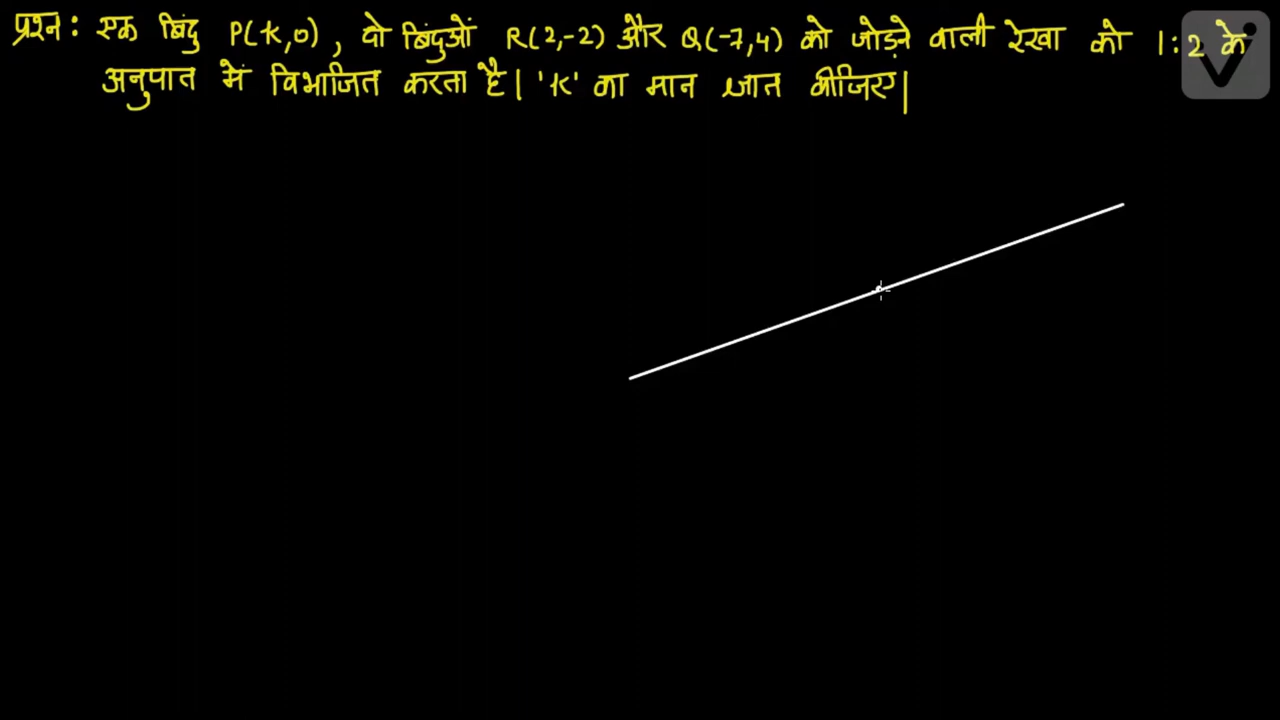 प्रश्न: एक बिंदु P(k,0), दो बिंदुओं R(2,-2) और Q(-7,4) को जोड़ने वाली रेखा को 1:2 के
अनुपात में विभाजित करता है| 'k' का मान ज्ञात कीजिए|